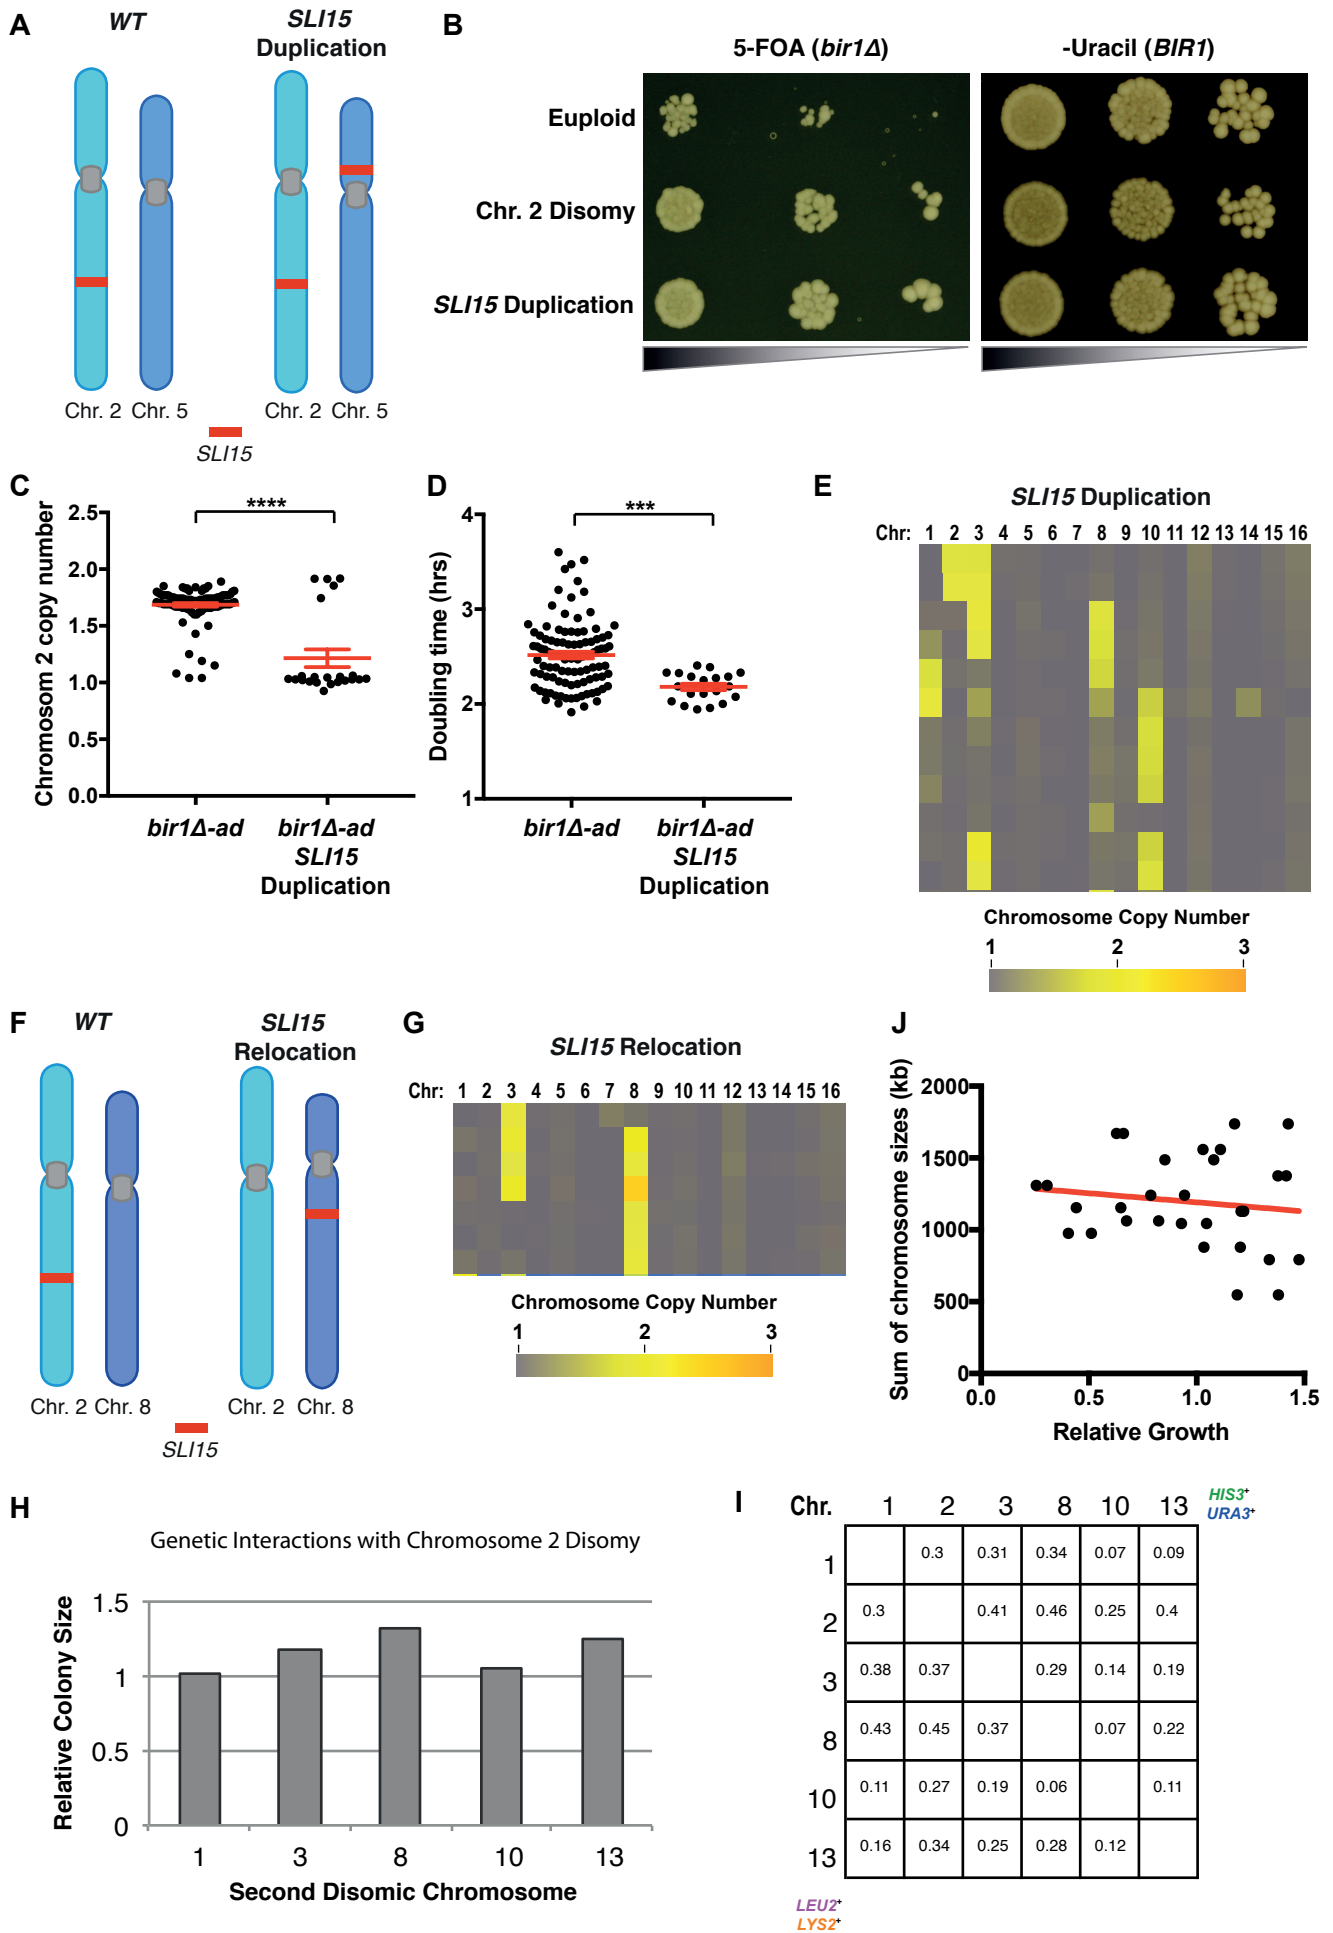 A
WT
SLI15
Duplication
Chr. 2 Chr. 5
Chr. 2 Chr. 5
SLI15
B
5-FOA (bir1Δ)
-Uracil (BIR1)
Euploid
Chr. 2 Disomy
SLI15 Duplication
C
Chromosom 2 copy number
2.5
2.0
1.5
1.0
0.5
0.0
****
bir1Δ-ad
bir1Δ-ad
SLI15
Duplication
D
Doubling time (hrs)
4
3
2
1
***
bir1Δ-ad
bir1Δ-ad
SLI15
Duplication
E
SLI15 Duplication
Chr: 1 2 3 4 5 6 7 8 9 10 11 12 13 14 15 16
Chromosome Copy Number
1 2 3
F
WT
SLI15
Relocation
Chr. 2 Chr. 8
Chr. 2 Chr. 8
SLI15
G
SLI15 Relocation
Chr: 1 2 3 4 5 6 7 8 9 10 11 12 13 14 15 16
Chromosome Copy Number
1 2 3
J
Sum of chromosome sizes (kb)
2000
1500
1000
500
0
0.0 0.5 1.0 1.5
Relative Growth
H
Genetic Interactions with Chromosome 2 Disomy
Relative Colony Size
1.5
1
0.5
0
1 3 8 10 13
Second Disomic Chromosome
I
Chr. 1 2 3 8 10 13
HIS3+
URA3+
1 0.3 0.31 0.34 0.07 0.09
2 0.3 0.41 0.46 0.25 0.4
3 0.38 0.37 0.29 0.14 0.19
8 0.43 0.45 0.37 0.07 0.22
10 0.11 0.27 0.19 0.06 0.11
13 0.16 0.34 0.25 0.28 0.12
LEU2+
LYS2+